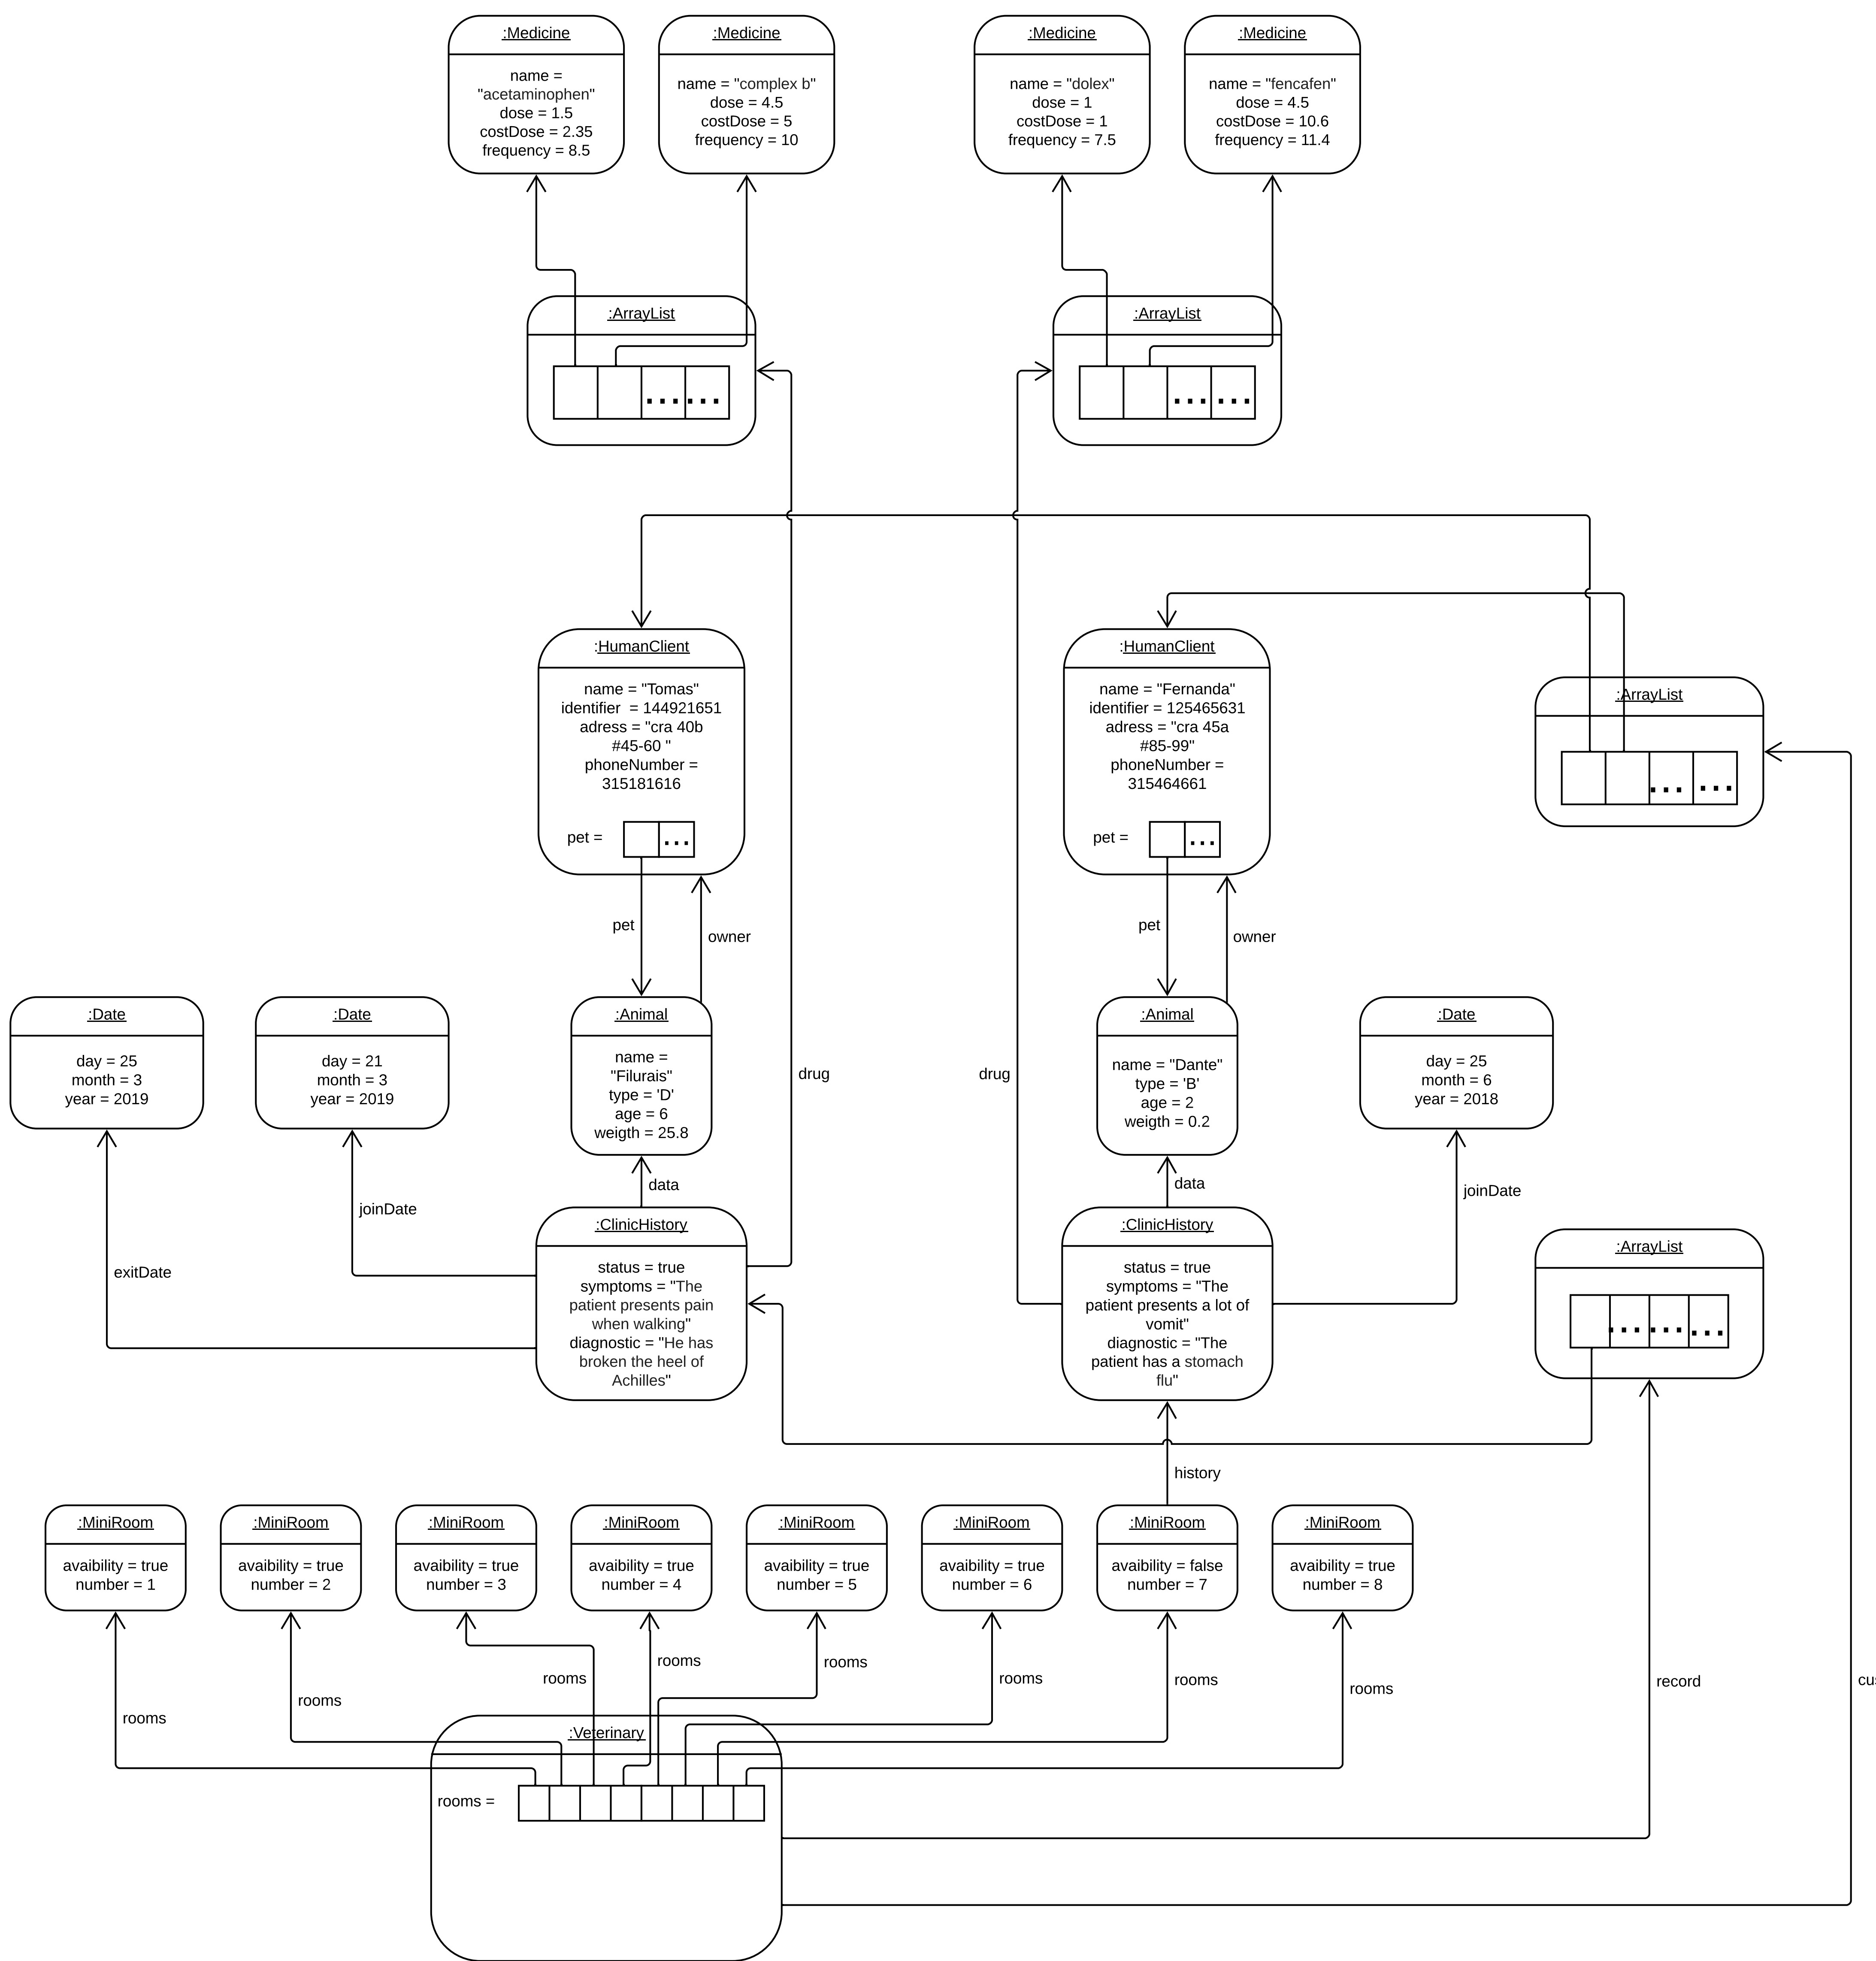 :Medicine
name =
"acetaminophen"
dose = 1.5
costDose = 2.35
frequency = 8.5
:Medicine
name = "complex b"
dose = 4.5
costDose = 5
frequency = 10
:Medicine
name = "dolex"
dose = 1
costDose = 1
frequency = 7.5
:Medicine
name = "fencafen"
dose = 4.5
costDose = 10.6
frequency = 11.4
:ArrayList
... ...
:ArrayList
... ...
:HumanClient
name = "Tomas"
identifier  = 144921651
adress = "cra 40b
#45-60 "
phoneNumber =
315181616
pet =
...
:HumanClient
name = "Fernanda"
identifier = 125465631
adress = "cra 45a
#85-99"
phoneNumber =
315464661
pet =
...
:ArrayList
... ...
pet
owner
pet
owner
:Date
day = 25
month = 3
year = 2019
:Date
day = 21
month = 3
year = 2019
:Animal
name =
"Filurais"
type = 'D'
age = 6
weigth = 25.8
drug
drug
:Animal
name = "Dante"
type = 'B'
age = 2
weigth = 0.2
:Date
day = 25
month = 6
year = 2018
data
data
joinDate
joinDate
exitDate
:ClinicHistory
status = true
symptoms = "The
patient presents pain
when walking"
diagnostic = "He has
broken the heel of
Achilles"
:ClinicHistory
status = true
symptoms = "The
patient presents a lot of
vomit"
diagnostic = "The
patient has a stomach
flu"
:ArrayList
... ... ...
history
:MiniRoom
avaibility = true
number = 1
:MiniRoom
avaibility = true
number = 2
:MiniRoom
avaibility = true
number = 3
:MiniRoom
avaibility = true
number = 4
:MiniRoom
avaibility = true
number = 5
:MiniRoom
avaibility = true
number = 6
:MiniRoom
avaibility = false
number = 7
:MiniRoom
avaibility = true
number = 8
rooms
rooms
rooms
rooms
rooms
rooms
rooms
rooms
record
:Veterinary
rooms =